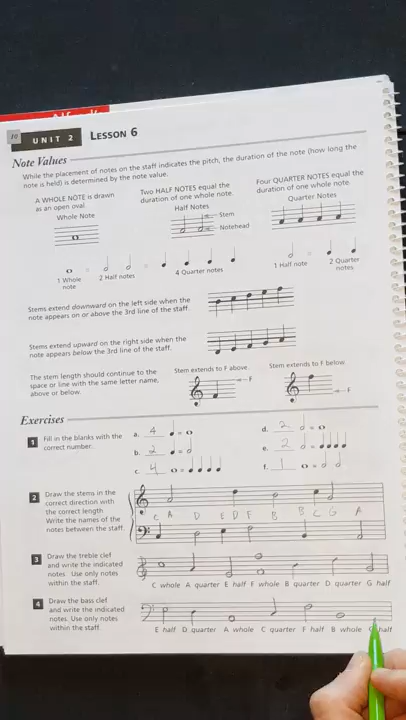 10 UNIT 2 LESSON 6
Note Values
While the placement of notes on the staff indicates the pitch, the duration of the note (how long the
note is held) is determined by the note value.
A WHOLE NOTE is drawn
as an open oval.
Whole Note
Two HALF NOTES equal the
duration of one whole note.
Half Notes
Stem
Notehead
Four QUARTER NOTES equal the
duration of one whole note.
Quarter Notes
1 Whole
note
2 Half notes
4 Quarter notes
1 Half note
2 Quarter
notes
Stems extend downward on the left side when the
note appears on or above the 3rd line of the staff.
Stems extend upward on the right side when the
note appears below the 3rd line of the staff.
The stem length should continue to the
space or line with the same letter name,
above or below.
Stem extends to F above.
F
Stem extends to F below.
F
Exercises
1 Fill in the blanks with the
correct number.
a. 4
b. 2
c. 4
d. 2
e. 2
f. 1
2 Draw the stems in the
correct direction with
the correct length.
Write the names of the
notes between the staff.
C A D E D F B B C G A
3 Draw the treble clef
and write the indicated
notes. Use only notes
within the staff.
C whole A quarter E half F whole B quarter D quarter G half
4 Draw the bass clef
and write the indicated
notes. Use only notes
within the staff.
E half D quarter A whole C quarter F half B whole G half